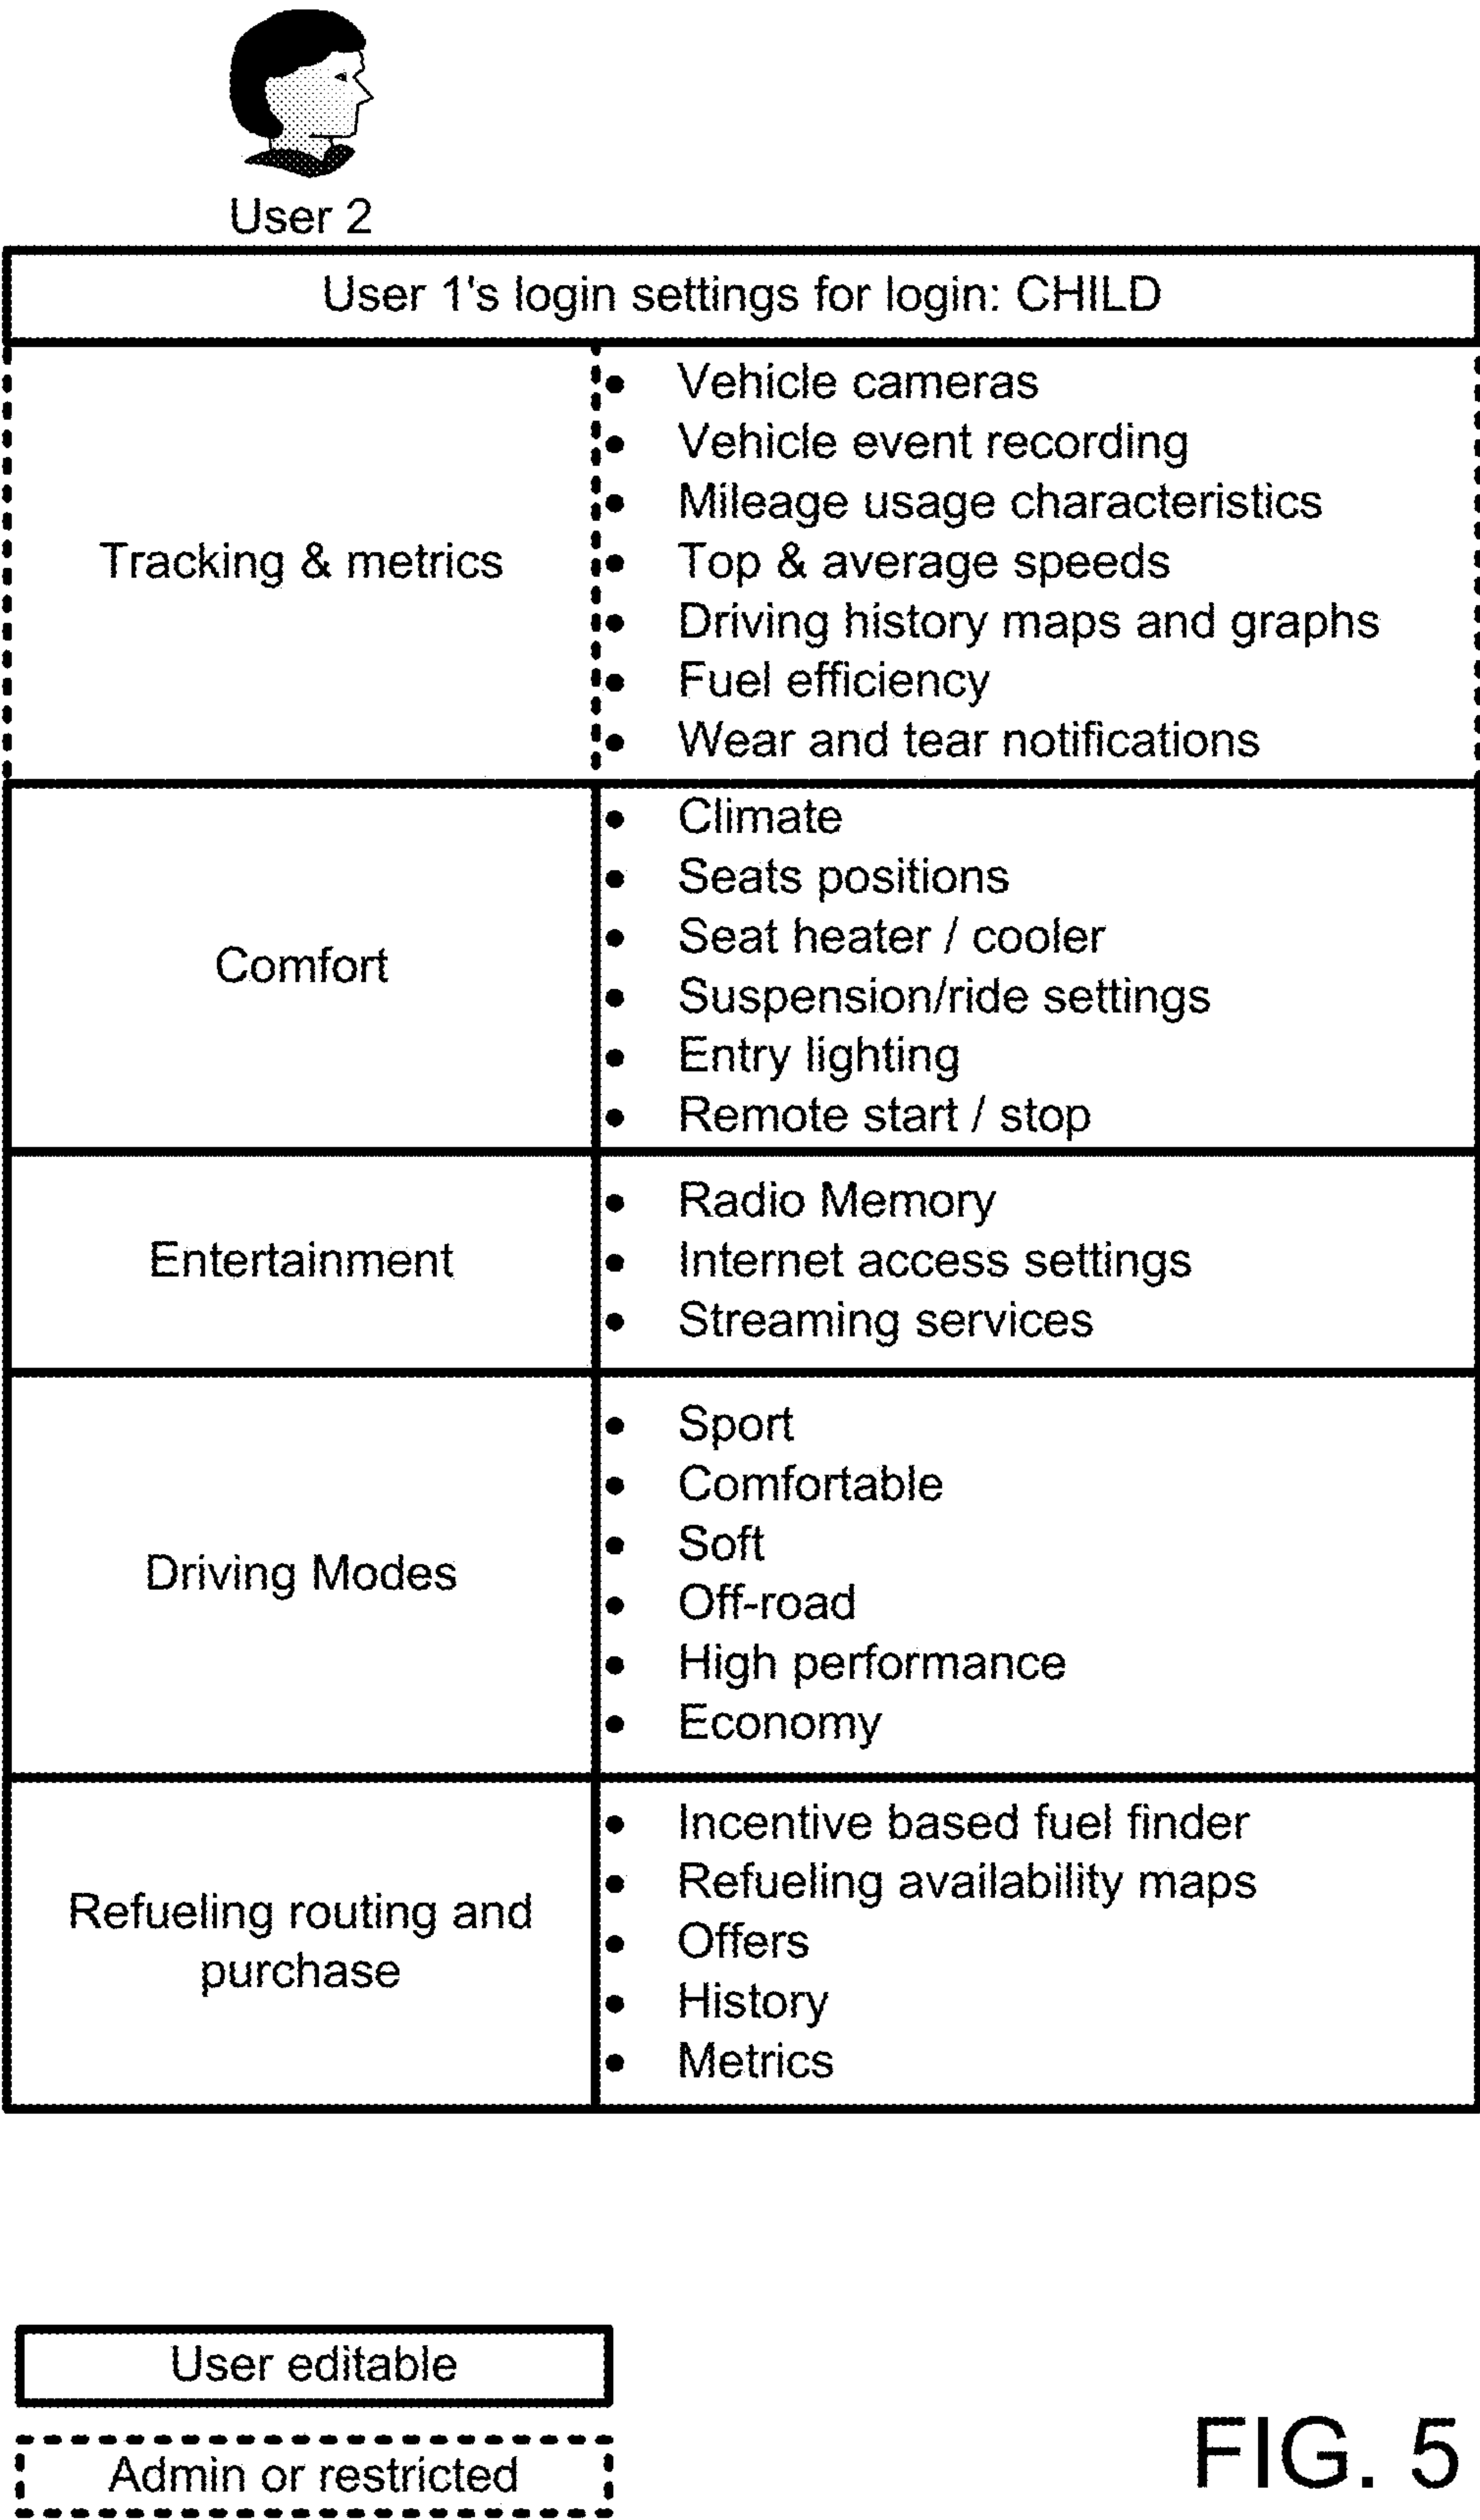 User 2
User 1's login settings for login: CHILD
Tracking & metrics
• Vehicle cameras
• Vehicle event recording
• Mileage usage characteristics
• Top & average speeds
• Driving history maps and graphs
• Fuel efficiency
• Wear and tear notifications
Comfort
• Climate
• Seats positions
• Seat heater / cooler
• Suspension/ride settings
• Entry lighting
• Remote start / stop
Entertainment
• Radio Memory
• Internet access settings
• Streaming services
Driving Modes
• Sport
• Comfortable
• Soft
• Off-road
• High performance
• Economy
Refueling routing and
purchase
• Incentive based fuel finder
• Refueling availability maps
• Offers
• History
• Metrics
User editable
Admin or restricted
FIG. 5